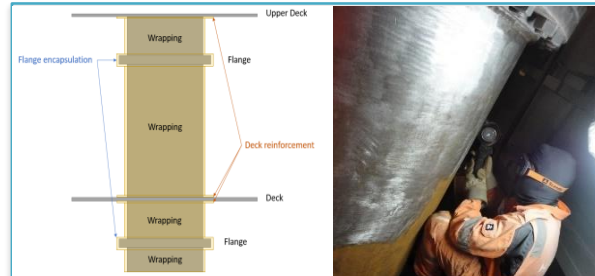 Upper Deck
Wrapping
Flange encapsulation
Flange
Wrapping
Deck reinforcement
Deck
Wrapping
Flange
Wrapping